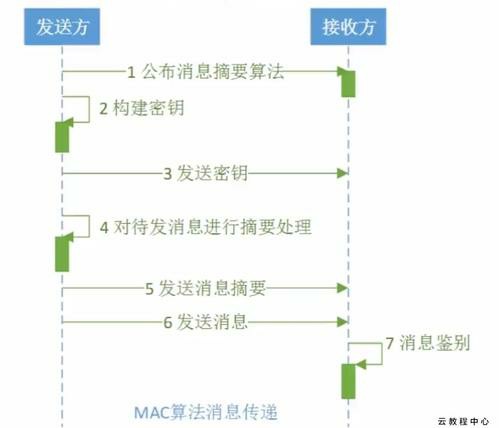 发送方
接收方
1 公布消息摘要算法
2 构建密钥
3 发送密钥
4 对待发消息进行摘要处理
5 发送消息摘要
6 发送消息
7 消息鉴别
MAC算法消息传递
云教程中心